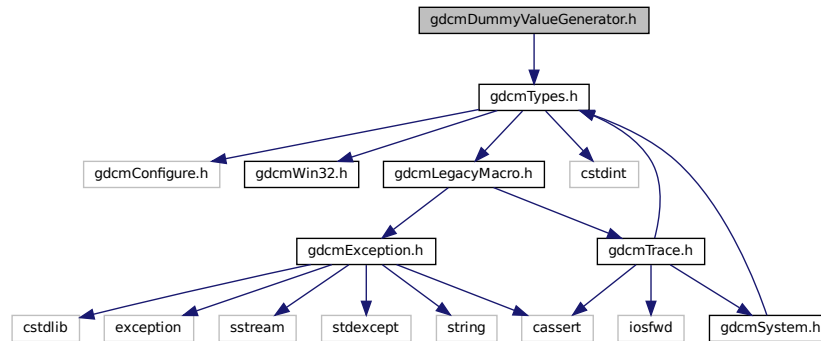 gdcmDummyValueGenerator.h
gdcmTypes.h
gdcmConfigure.h
gdcmWin32.h
gdcmLegacyMacro.h
cstdint
gdcmException.h
gdcmTrace.h
cstdlib
exception
sstream
stdexcept
string
cassert
iosfwd
gdcmSystem.h